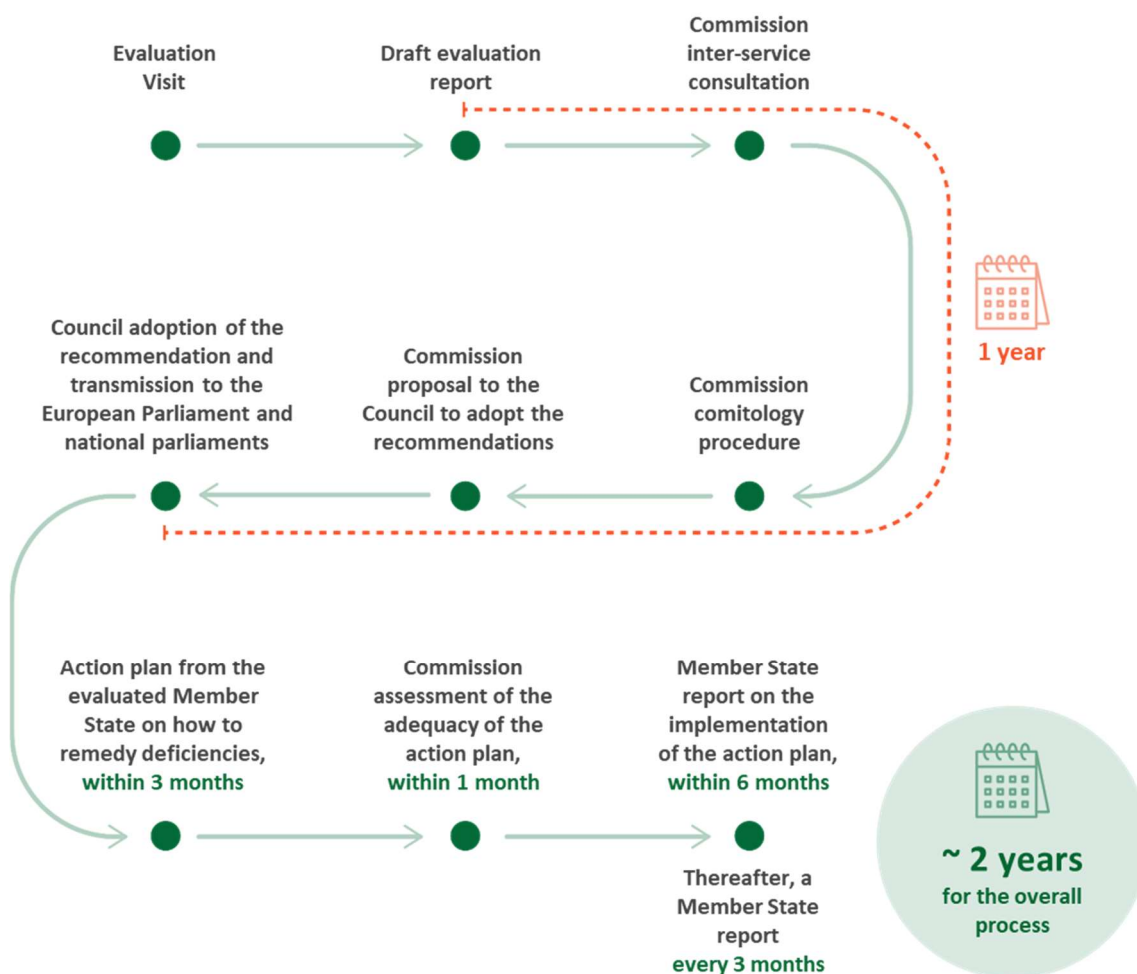 Evaluation
Visit
Draft evaluation
report
Commission
inter-service
consultation
1 year
Council adoption of the
recommendation and
transmission to the
European Parliament and
national parliaments
Commission
proposal to the
Council to adopt the
recommendations
Commission
comitology
procedure
Action plan from the
evaluated Member
State on how to
remedy deficiencies,
within 3 months
Commission
assessment of the
adequacy of the
action plan,
within 1 month
Member State
report on the
implementation
of the action plan,
within 6 months
Thereafter, a
Member State
report
every 3 months
~ 2 years
for the overall
process